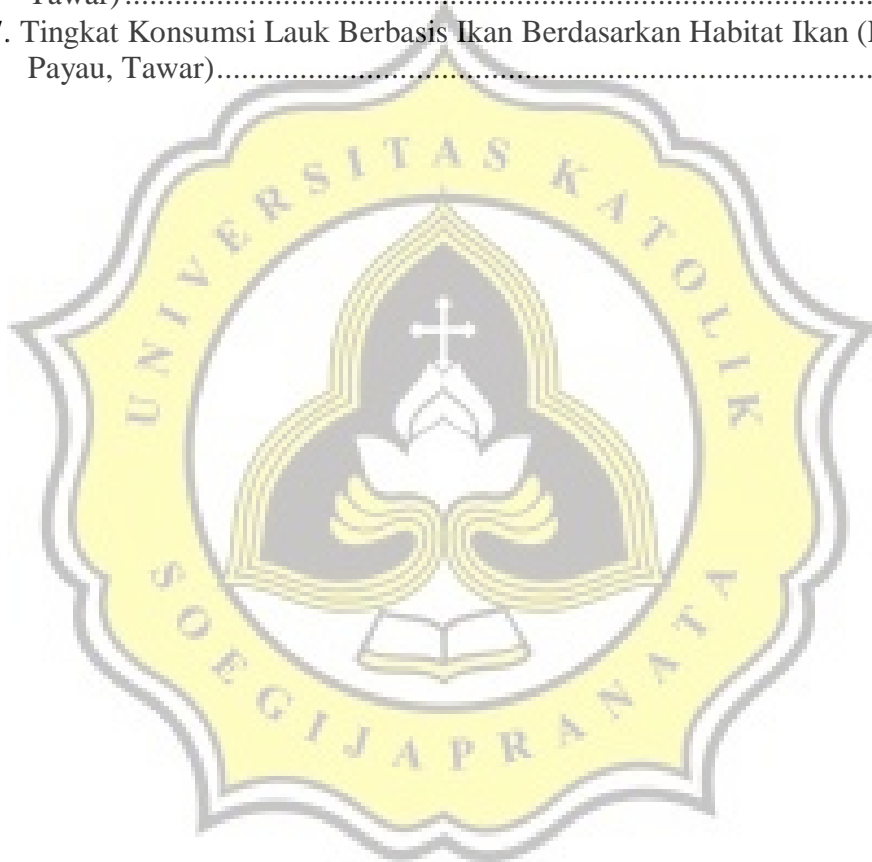 Tawar)
7. Tingkat Konsumsi Lauk Berbasis Ikan Berdasarkan Habitat Ikan (
Payau, Tawar)
UNIVERSITAS KATOLIK
SOEGIJAPRANATA